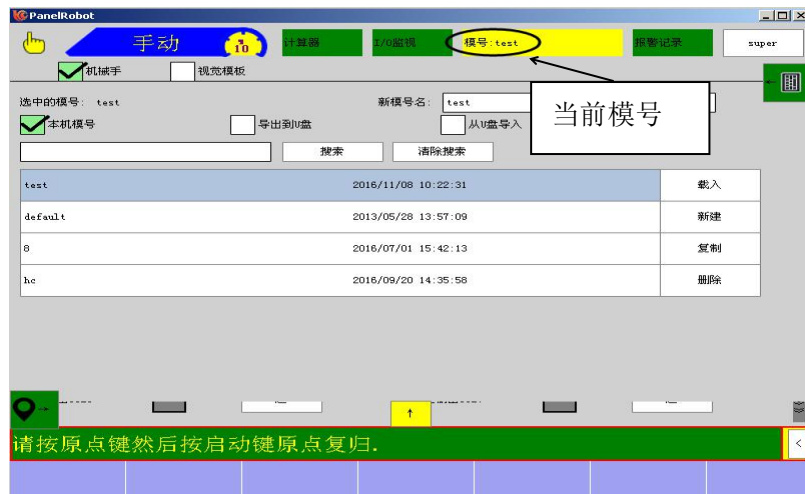 PanelRobot
手动
10
计算器
I/O监视
模号:test
报警记录
super
机械手
视觉模板
选中的模号: test
新模号名: test
当前模号
本机模号
导出到U盘
从U盘导入
搜索
清除搜索
test 2016/11/08 10:22:31 载入
default 2013/05/28 13:57:09 新建
8 2016/07/01 15:42:13 复制
hc 2016/09/20 14:35:58 删除
请按原点键然后按启动键原点复归.